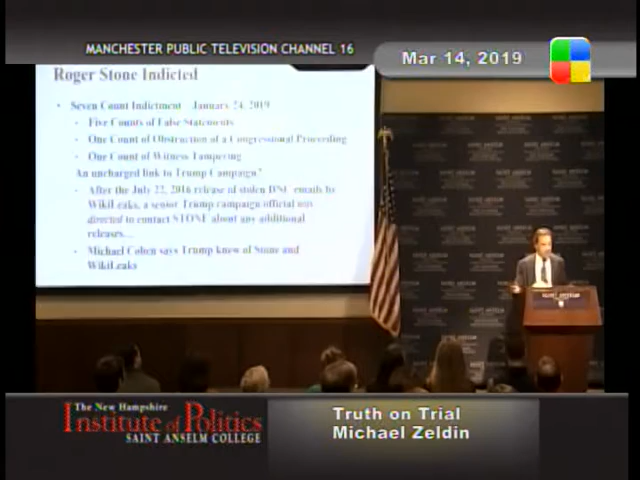 MANCHESTER PUBLIC TELEVISION CHANNEL 16
Mar 14, 2019
Roger Stone Indicted
Seven Count Indictment January 24, 2019
Five Counts of False Statements
One Count of Obstruction of a Congressional Proceeding
One Count of Witness Tampering
An uncharged link to Trump Campaign?
After the July 22, 2016 release of stolen DNC emails by
WikiLeaks, a senior Trump campaign official was
directed to contact STONE about any additional
releases...
Michael Cohen says Trump knew of Stone and
WikiLeaks
SAINT ANSELM
The New Hampshire
Institute of Politics
SAINT ANSELM COLLEGE
Truth on Trial
Michael Zeldin